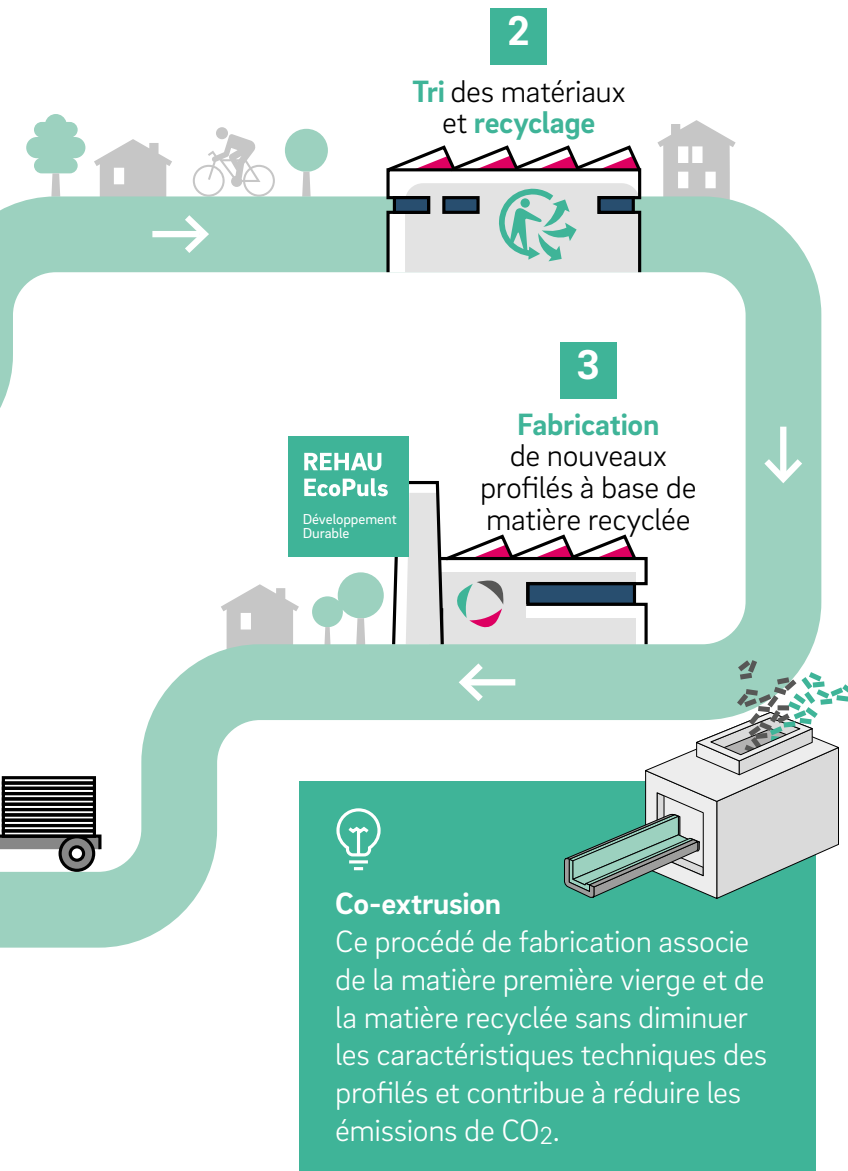 2
Tri des matériaux
et recyclage
3
Fabrication
de nouveaux
profilés à base de
matière recyclée
REHAU
EcoPuls
Développement
Durable
Co-extrusion
Ce procédé de fabrication associe
de la matière première vierge et de
la matière recyclée sans diminuer
les caractéristiques techniques des
profilés et contribue à réduire les
émissions de CO2.